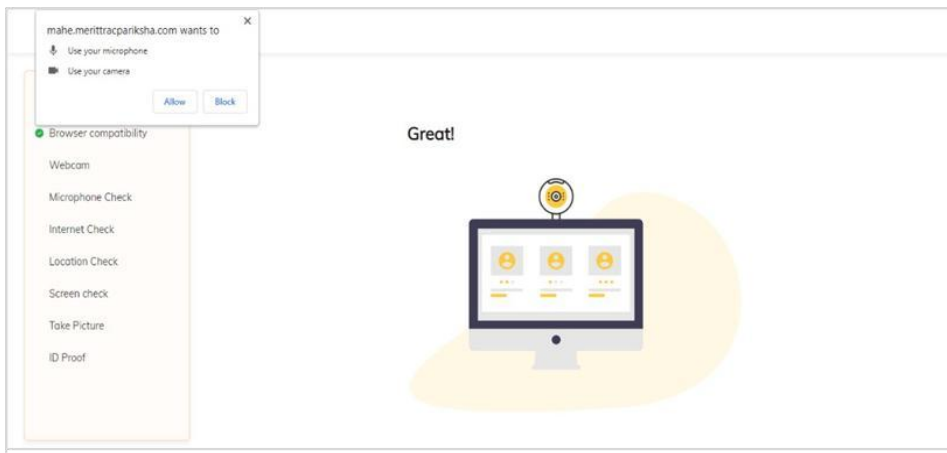 mahe.merittracpariksha.com wants to
Use your microphone
Use your camera
Allow Block
Browser compatibility
Webcam
Microphone Check
Internet Check
Location Check
Screen check
Take Picture
ID Proof
Great!